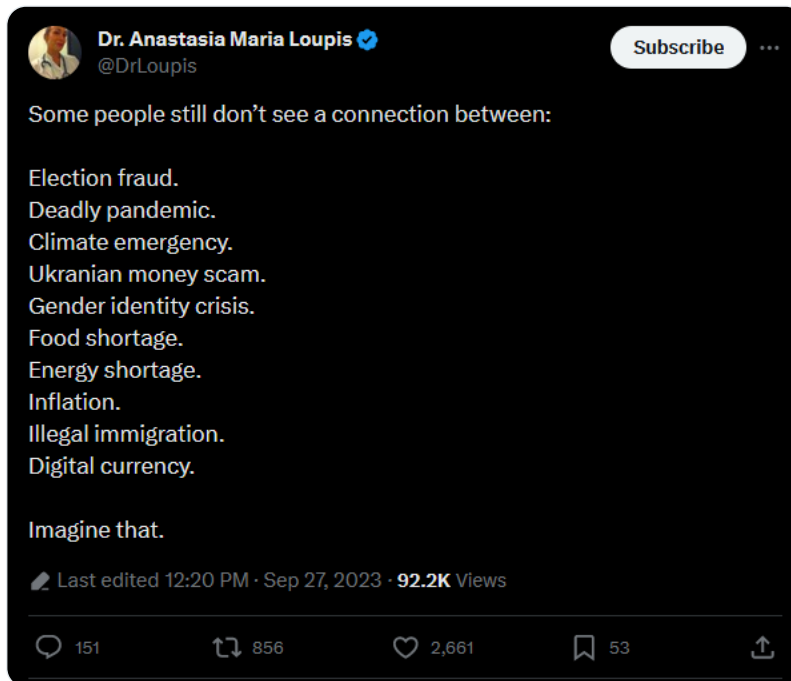 Dr. Anastasia Maria Loupis
Subscribe
@DrLoupis
Some people still don’t see a connection between:
Election fraud.
Deadly pandemic.
Climate emergency.
Ukranian money scam.
Gender identity crisis.
Food shortage.
Energy shortage.
Inflation.
Illegal immigration.
Digital currency.
Imagine that.
Last edited 12:20 PM · Sep 27, 2023 · 92.2K Views
151 856 2,661 53